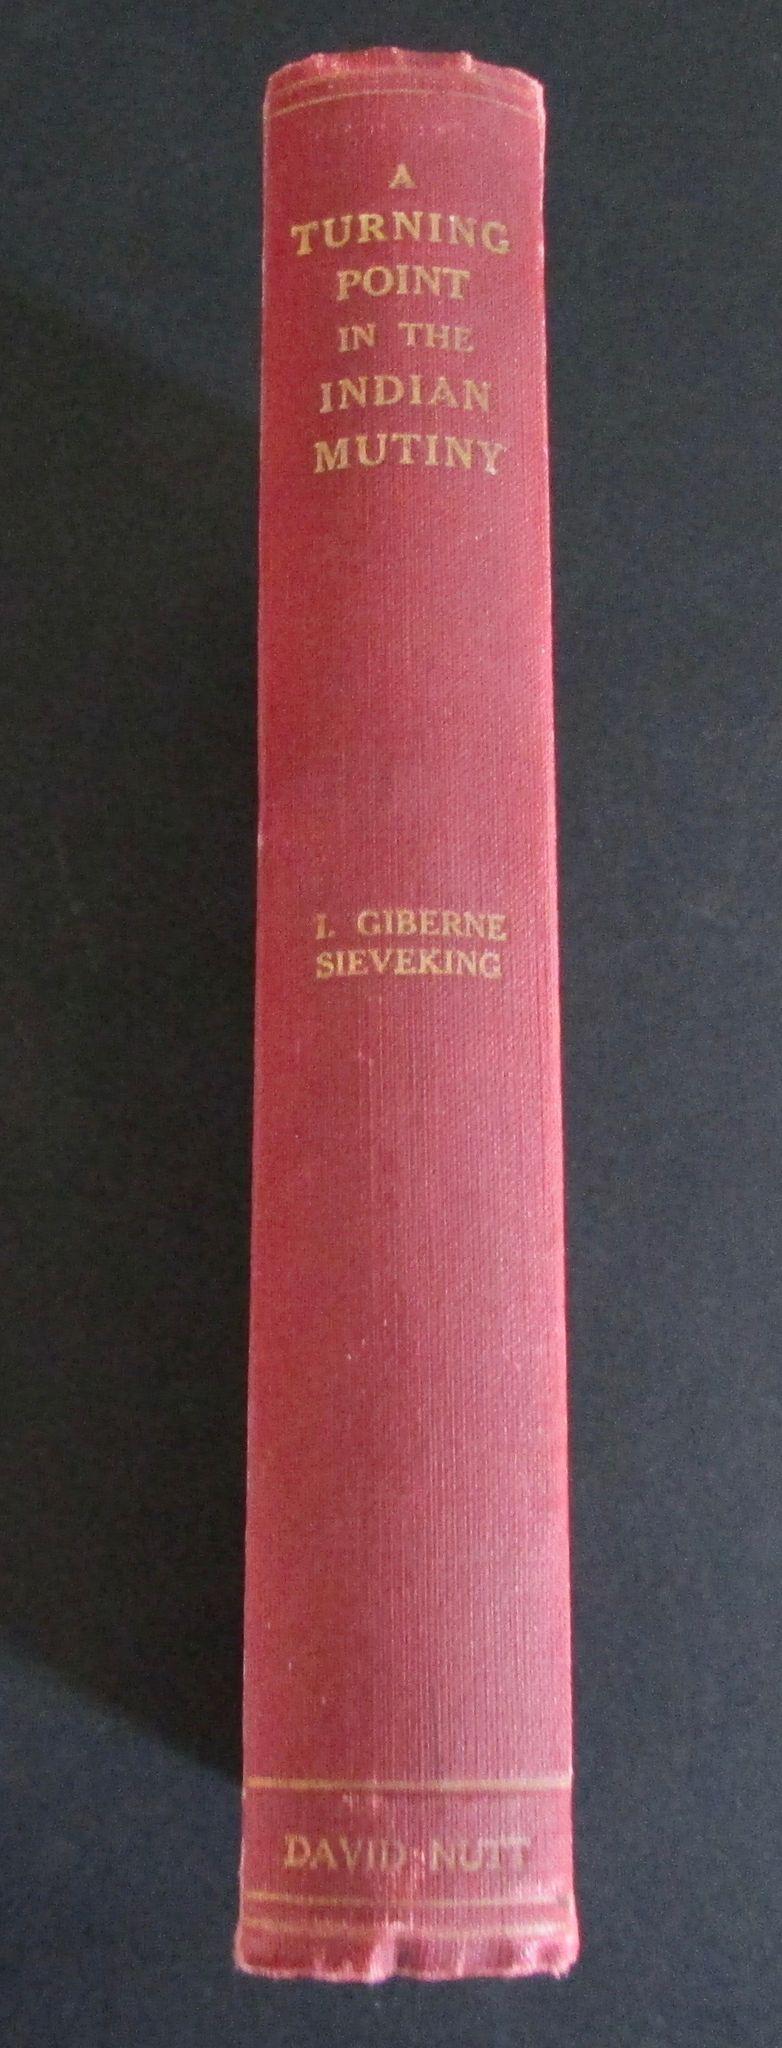 A
TURNING
POINT
IN THE
INDIAN
MUTINY
I. GIBERNE
SIEVEKING
DAVID NUTT